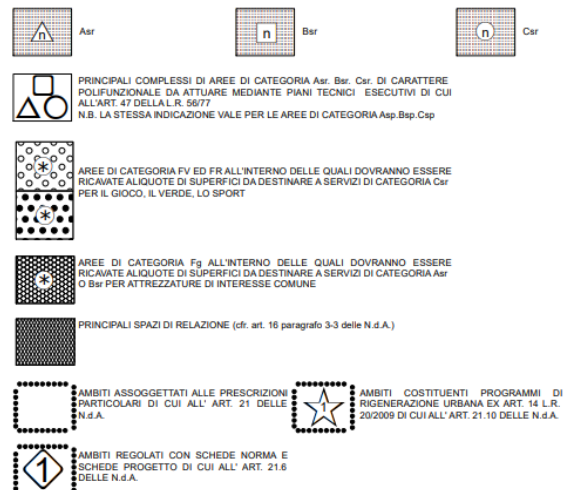 n Asr n Bsr n Csr
PRINCIPALI COMPLESSI DI AREE DI CATEGORIA Asr. Bsr. Csr. DI CARATTERE
POLIFUNZIONALE DA ATTUARE MEDIANTE PIANI TECNICI ESECUTIVI DI CUI
ALL'ART. 47 DELLA L.R. 56/77
N.B. LA STESSA INDICAZIONE VALE PER LE AREE DI CATEGORIA Asp.Bsp.Csp
*
AREE DI CATEGORIA FV ED FR ALL'INTERNO DELLE QUALI DOVRANNO ESSERE
RICAVATE ALIQUOTE DI SUPERFICI DA DESTINARE A SERVIZI DI CATEGORIA Csr
PER IL GIOCO, IL VERDE, LO SPORT
*
AREE DI CATEGORIA Fg ALL'INTERNO DELLE QUALI DOVRANNO ESSERE
RICAVATE ALIQUOTE DI SUPERFICI DA DESTINARE A SERVIZI DI CATEGORIA Asr
* O Bsr PER ATTREZZATURE DI INTERESSE COMUNE
PRINCIPALI SPAZI DI RELAZIONE (cfr. art. 16 paragrafo 3-3 delle N.d.A.)
AMBITI ASSOGGETTATI ALLE PRESCRIZIONI
PARTICOLARI DI CUI ALL' ART. 21 DELLE
N.d.A.
1
AMBITI COSTITUENTI PROGRAMMI DI
RIGENERAZIONE URBANA EX ART. 14 L.R.
20/2009 DI CUI ALL' ART. 21.10 DELLE N.d.A.
1
AMBITI REGOLATI CON SCHEDE NORMA E
SCHEDE PROGETTO DI CUI ALL' ART. 21.6
DELLE N.d.A.